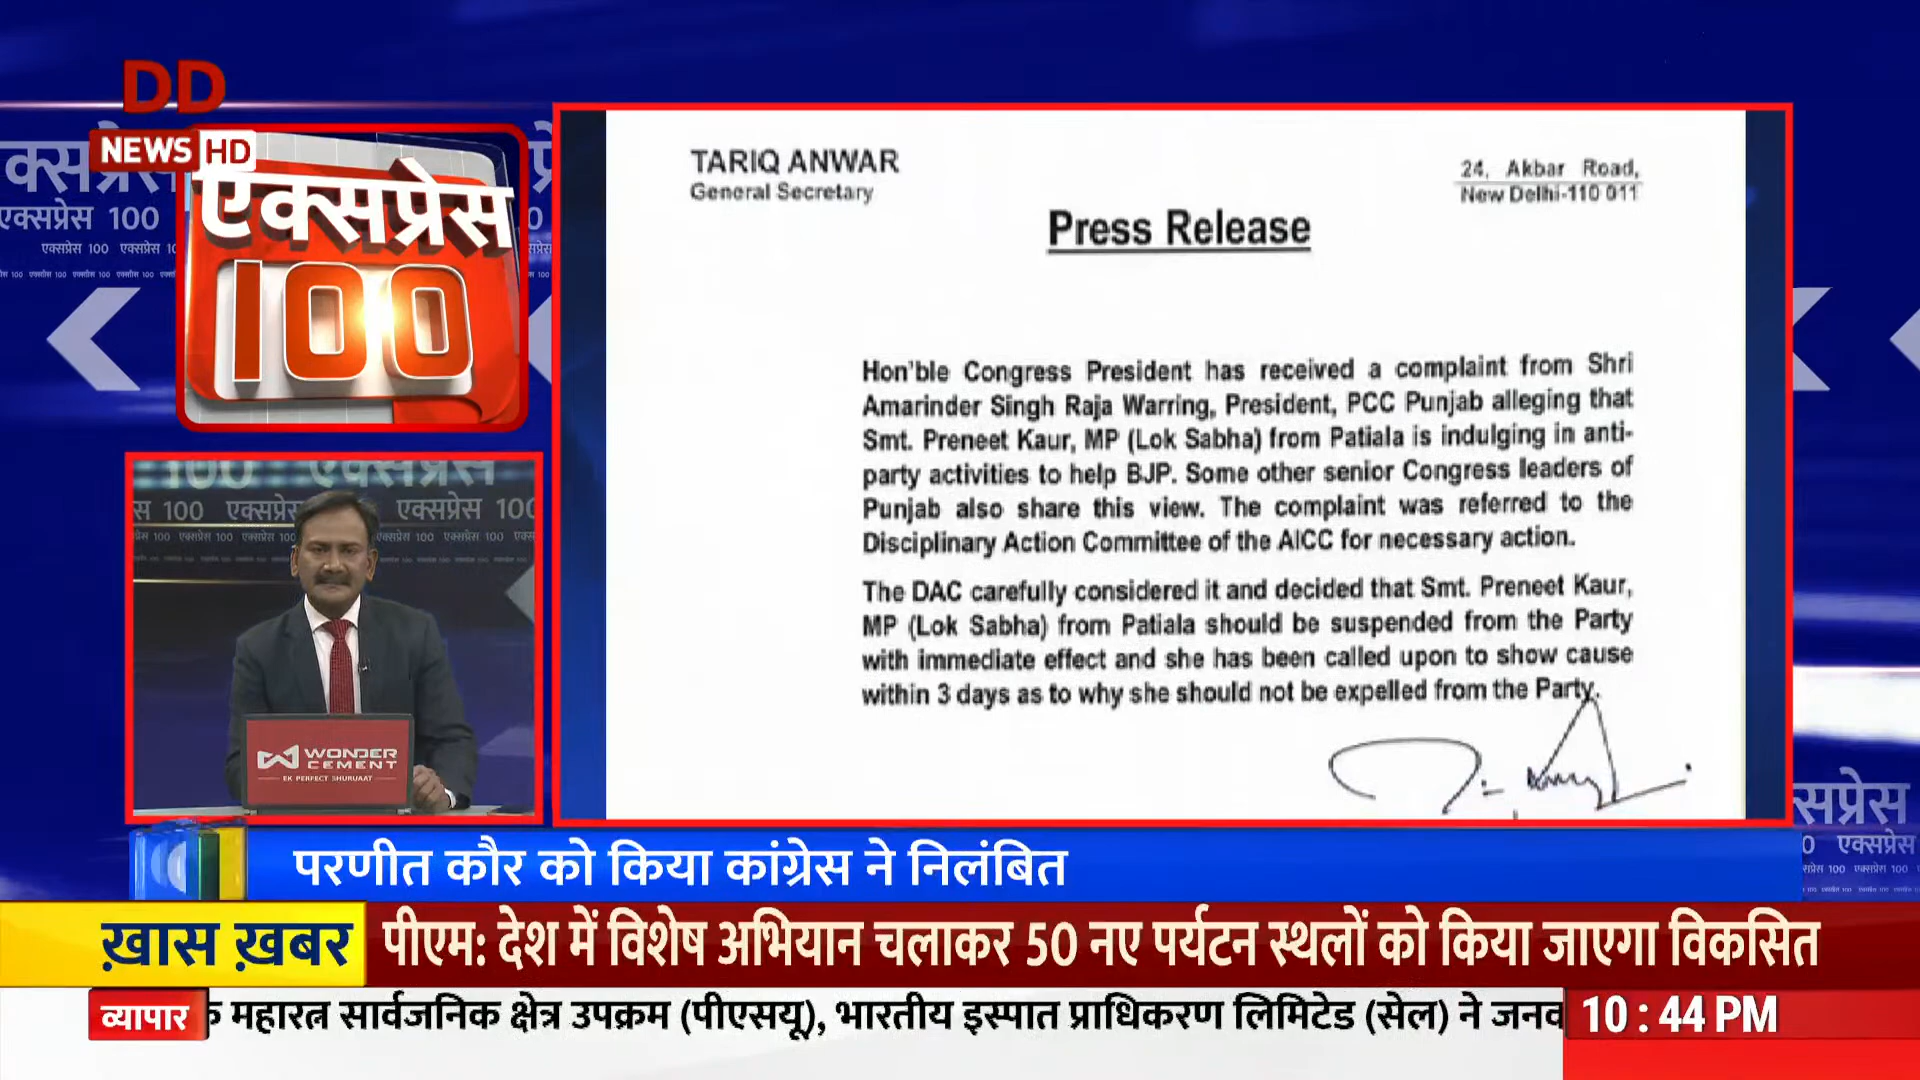 DD
NEWS HD
एक्सप्रेस
100
TARIQ ANWAR
General Secretary
24, Akbar Road,
New Delhi-110 011
Press Release
Hon'ble Congress President has received a complaint from Shri
Amarinder Singh Raja Warring, President, PCC Punjab alleging that
Smt. Preneet Kaur, MP (Lok Sabha) from Patiala is indulging in anti-
party activities to help BJP. Some other senior Congress leaders of
Punjab also share this view. The complaint was referred to the
Disciplinary Action Committee of the AICC for necessary action.
The DAC carefully considered it and decided that Smt. Preneet Kaur,
MP (Lok Sabha) from Patiala should be suspended from the Party
with immediate effect and she has been called upon to show cause
within 3 days as to why she should not be expelled from the Party.
WONDER
CEMENT
EK PERFECT SHURUAAT
परणीत कौर को किया कांग्रेस ने निलंबित
ख़ास ख़बर पीएम: देश में विशेष अभियान चलाकर 50 नए पर्यटन स्थलों को किया जाएगा विकसित
व्यापार महारत्न सार्वजनिक क्षेत्र उपक्रम (पीएसयू), भारतीय इस्पात प्राधिकरण लिमिटेड (सेल) ने 10 : 44 PM